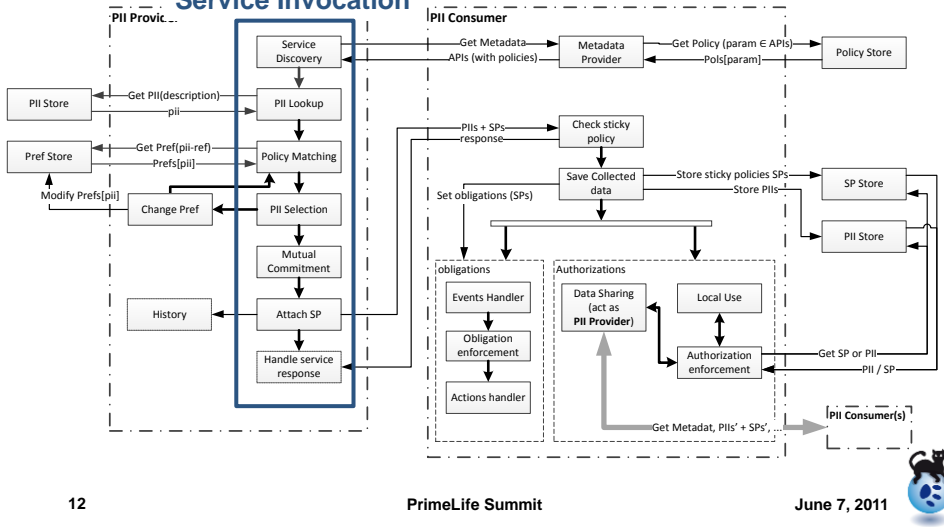 Service Invocation
PII Provic
PII Consumer
Service
Discovery
Get Metadata
APIs (with policies)
Metadata
Provider
Get Policy (param ∈ APIs)
Pols[param]
Policy Store
PII Store
Get PII(description)
pii
PII Lookup
Pref Store
Get Pref(pii-ref)
Prefs[pii]
Policy Matching
PIIs + SPs
response
Check sticky
policy
Modify Prefs[pii]
Change Pref
PII Selection
Set obligations (SPs)
Save Collected
data
Store sticky policies SPs
Store PIIs
SP Store
PII Store
Mutual
Commitment
History
Attach SP
Handle service
response
obligations
Events Handler
Obligation
enforcement
Actions handler
Authorizations
Data Sharing
(act as
PII Provider)
Local Use
Authorization
enforcement
Get SP or PII
PII / SP
Get Metadat, PIIs' + SPs', ...
PII Consumer(s)
12
PrimeLife Summit
June 7, 2011